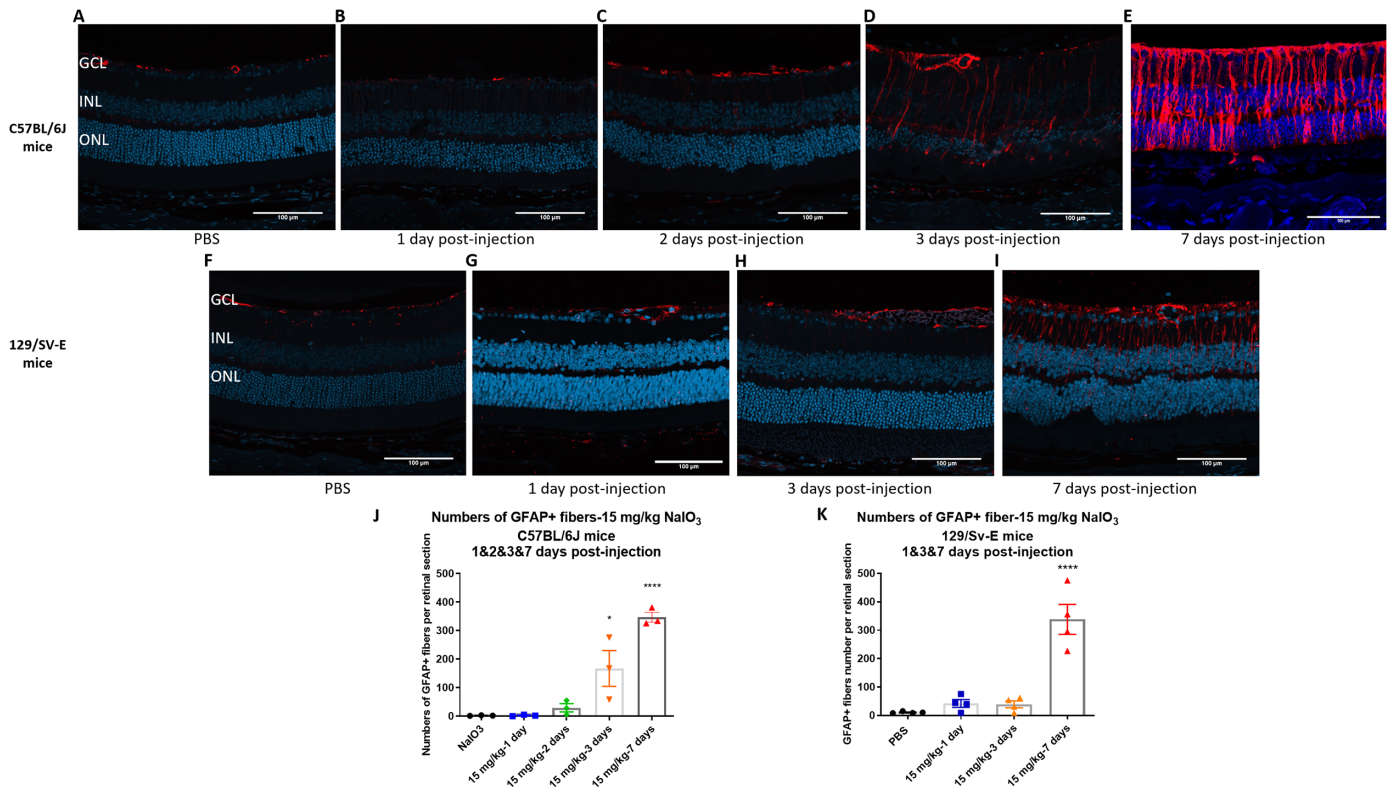 A
B
C
D
E
GCL
INL
ONL
C57BL/6J
mice
100 µm
100 µm
100 µm
100 µm
100 µm
PBS
1 day post-injection
2 days post-injection
3 days post-injection
7 days post-injection
F
G
H
I
GCL
INL
ONL
129/SV-E
mice
100 µm
100 µm
100 µm
100 µm
PBS
1 day post-injection
3 days post-injection
7 days post-injection
J
Numbers of GFAP+ fibers-15 mg/kg NaIO₃
C57BL/6J mice
1&2&3&7 days post-injection
Numbers of GFAP+ fibers per retinal section
500
400
300
200
100
0
*
****
NaIO3
15 mg/kg-1 day
15 mg/kg-2 days
15 mg/kg-3 days
15 mg/kg-7 days
K
Numbers of GFAP+ fiber-15 mg/kg NaIO₃
129/Sv-E mice
1&3&7 days post-injection
GFAP+ fibers number per retinal section
500
400
300
200
100
0
****
PBS
15 mg/kg-1 day
15 mg/kg-3 days
15 mg/kg-7 days